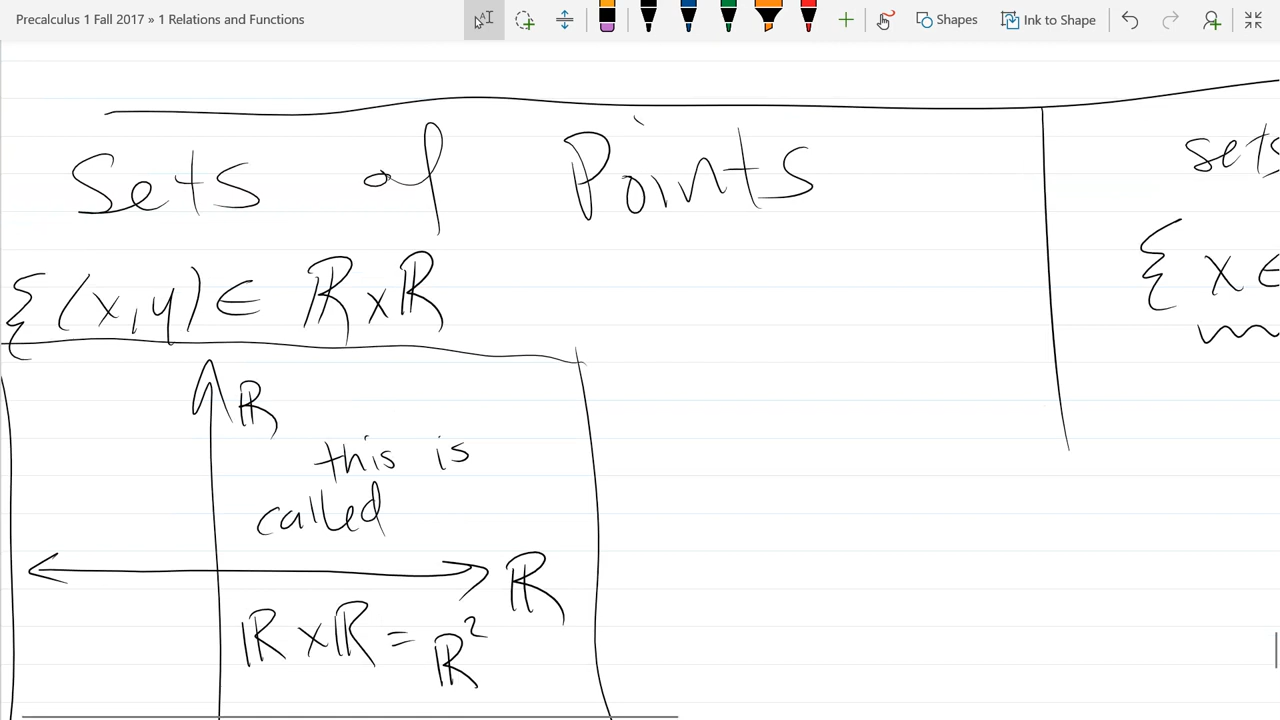 Precalculus 1 Fall 2017 » 1 Relations and Functions
Shapes
Ink to Shape
Sets of Points
sets
{(x,y) ∈ ℝ×ℝ
{ x ∈
ℝ
this is
called
ℝ
ℝ×ℝ = ℝ²